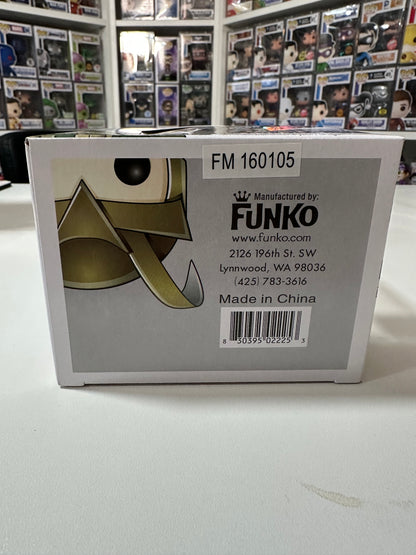 FM 160105
Manufactured by:
FUNKO
www.funko.com
2126 196th St. SW
Lynnwood, WA 98036
(425) 783-3616
Made in China
8 30395 02225 3